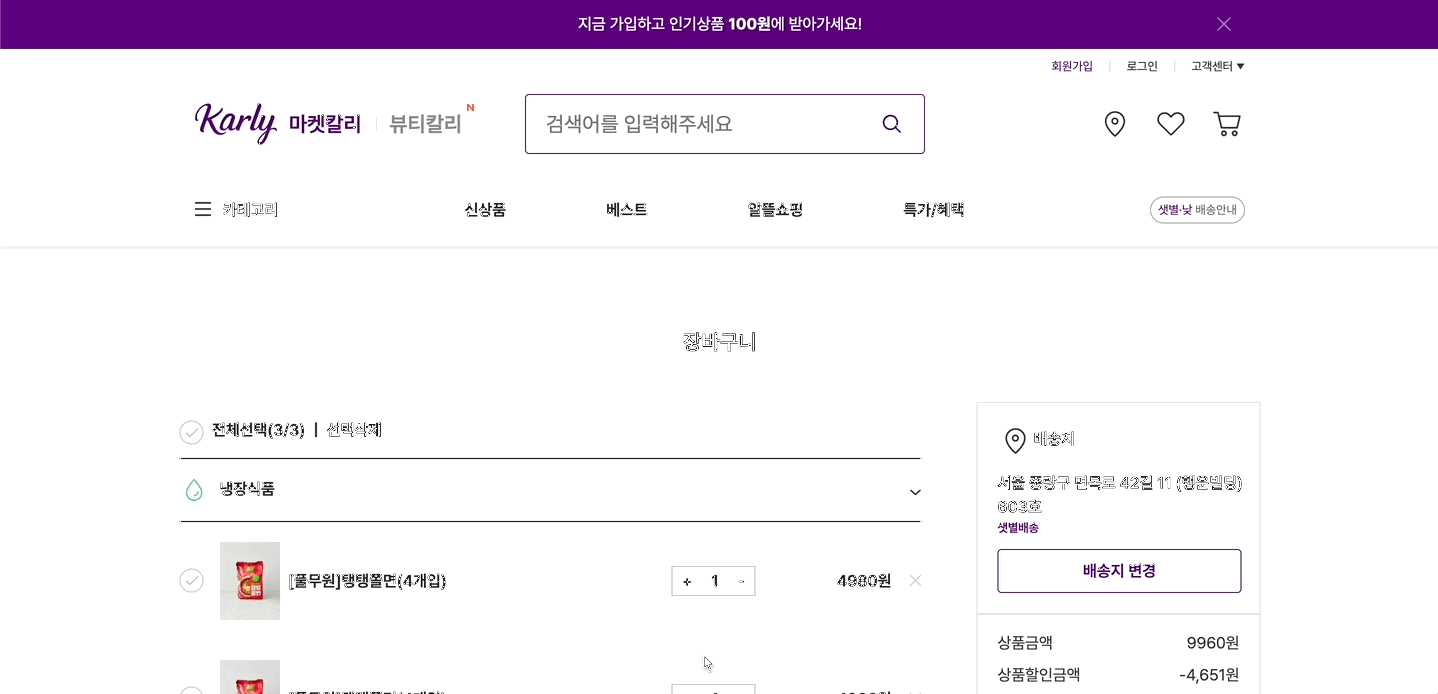 지금 가입하고 인기상품 100원에 받아가세요!
회원가입 | 로그인 | 고객센터 ▼
Karly 마켓칼리 | 뷰티칼리 N
검색어를 입력해주세요
카테고리 신상품 베스트 알뜰쇼핑 특가/혜택 샛별·낮 배송안내
장바구니
전체선택(3/3) | 선택삭제
냉장식품
[풀무원]탱탱쫄면(4개입) + 1 - 4980원
배송지
서울 중랑구 면목로 42길 11 (행운빌딩)
603호
샛별배송
배송지 변경
상품금액 9960원
상품할인금액 -4,651원